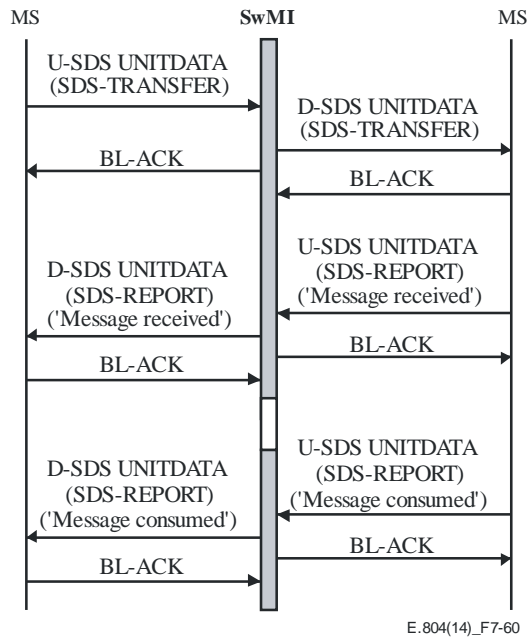 MS
SwMI
MS
U-SDS UNITDATA
(SDS-TRANSFER)
D-SDS UNITDATA
(SDS-TRANSFER)
BL-ACK
BL-ACK
U-SDS UNITDATA
(SDS-REPORT)
('Message received')
D-SDS UNITDATA
(SDS-REPORT)
('Message received')
BL-ACK
BL-ACK
U-SDS UNITDATA
(SDS-REPORT)
('Message consumed')
D-SDS UNITDATA
(SDS-REPORT)
('Message consumed')
BL-ACK
BL-ACK
E.804(14)_F7-60